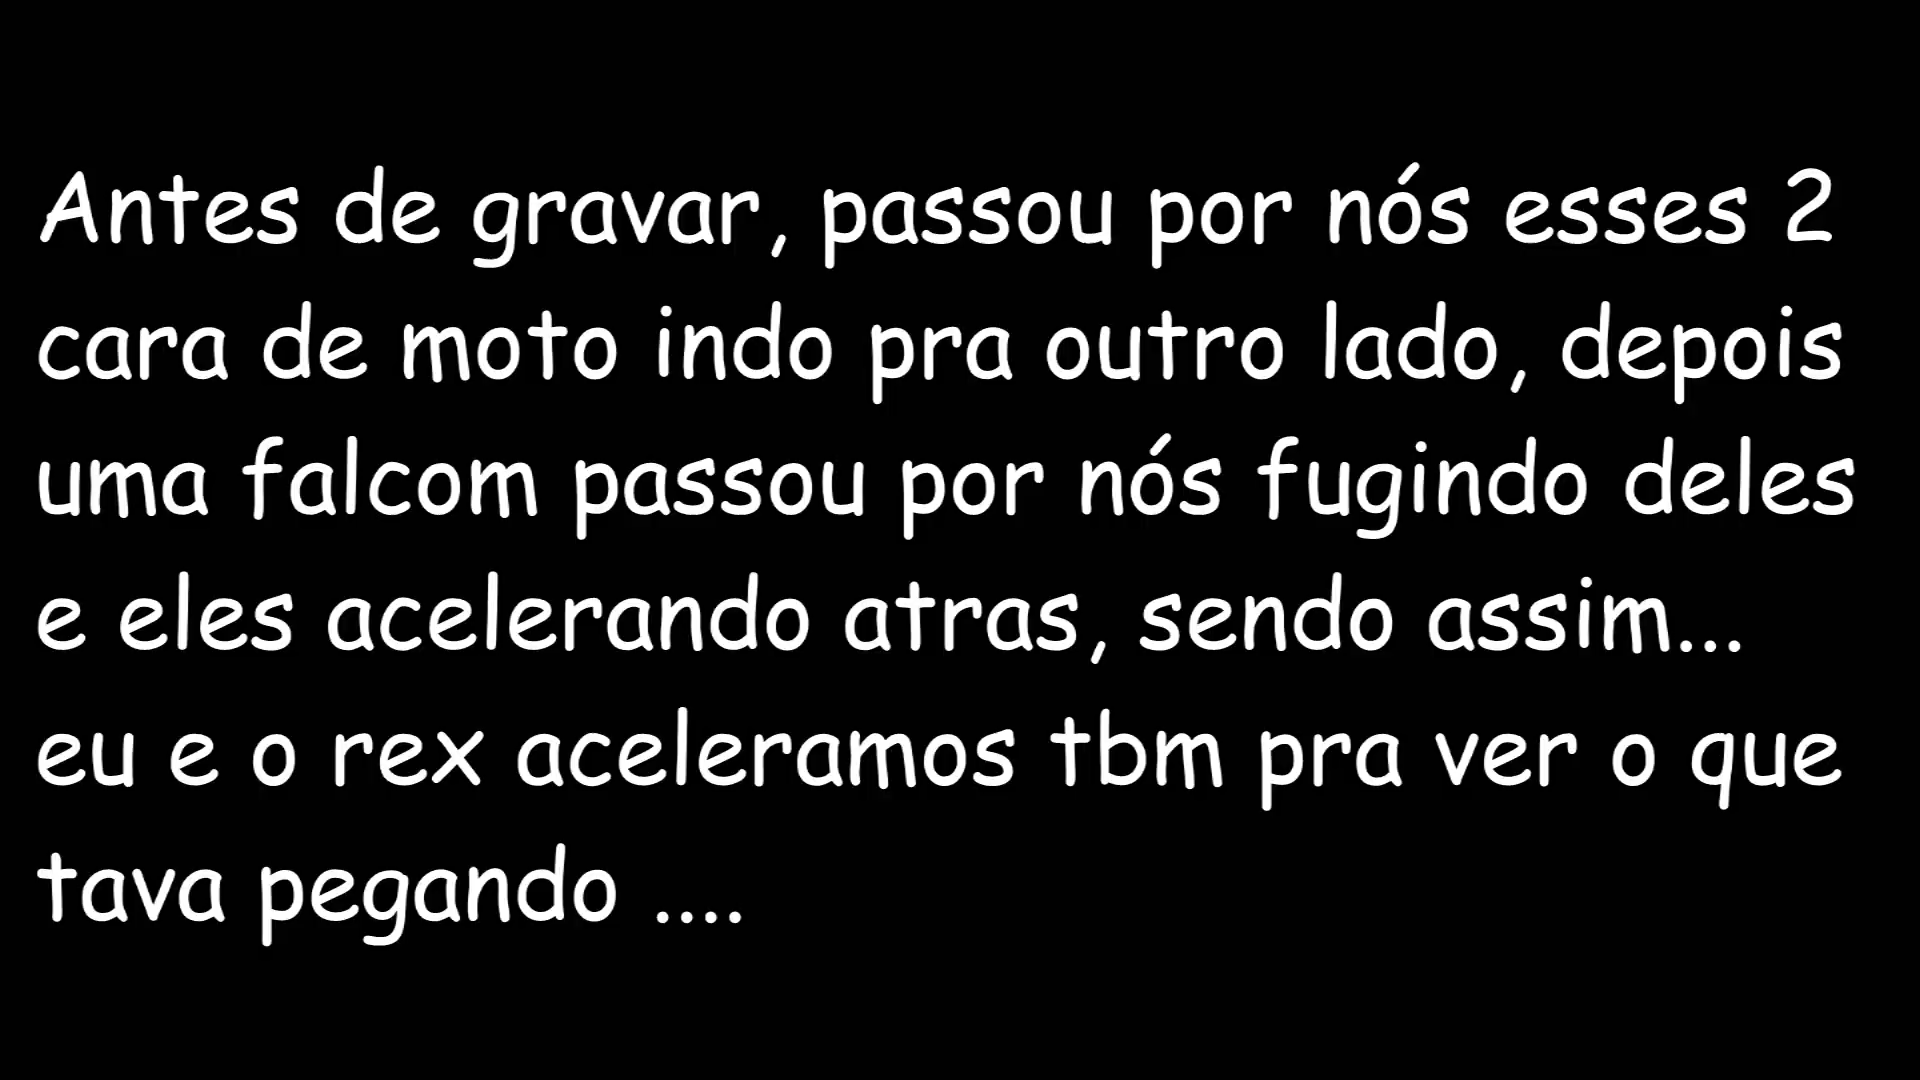 Antes de gravar, passou por nós esses 2
cara de moto indo pra outro lado, depois
uma falcom passou por nós fugindo deles
e eles acelerando atras, sendo assim...
eu e o rex aceleramos tbm pra ver o que
tava pegando ....